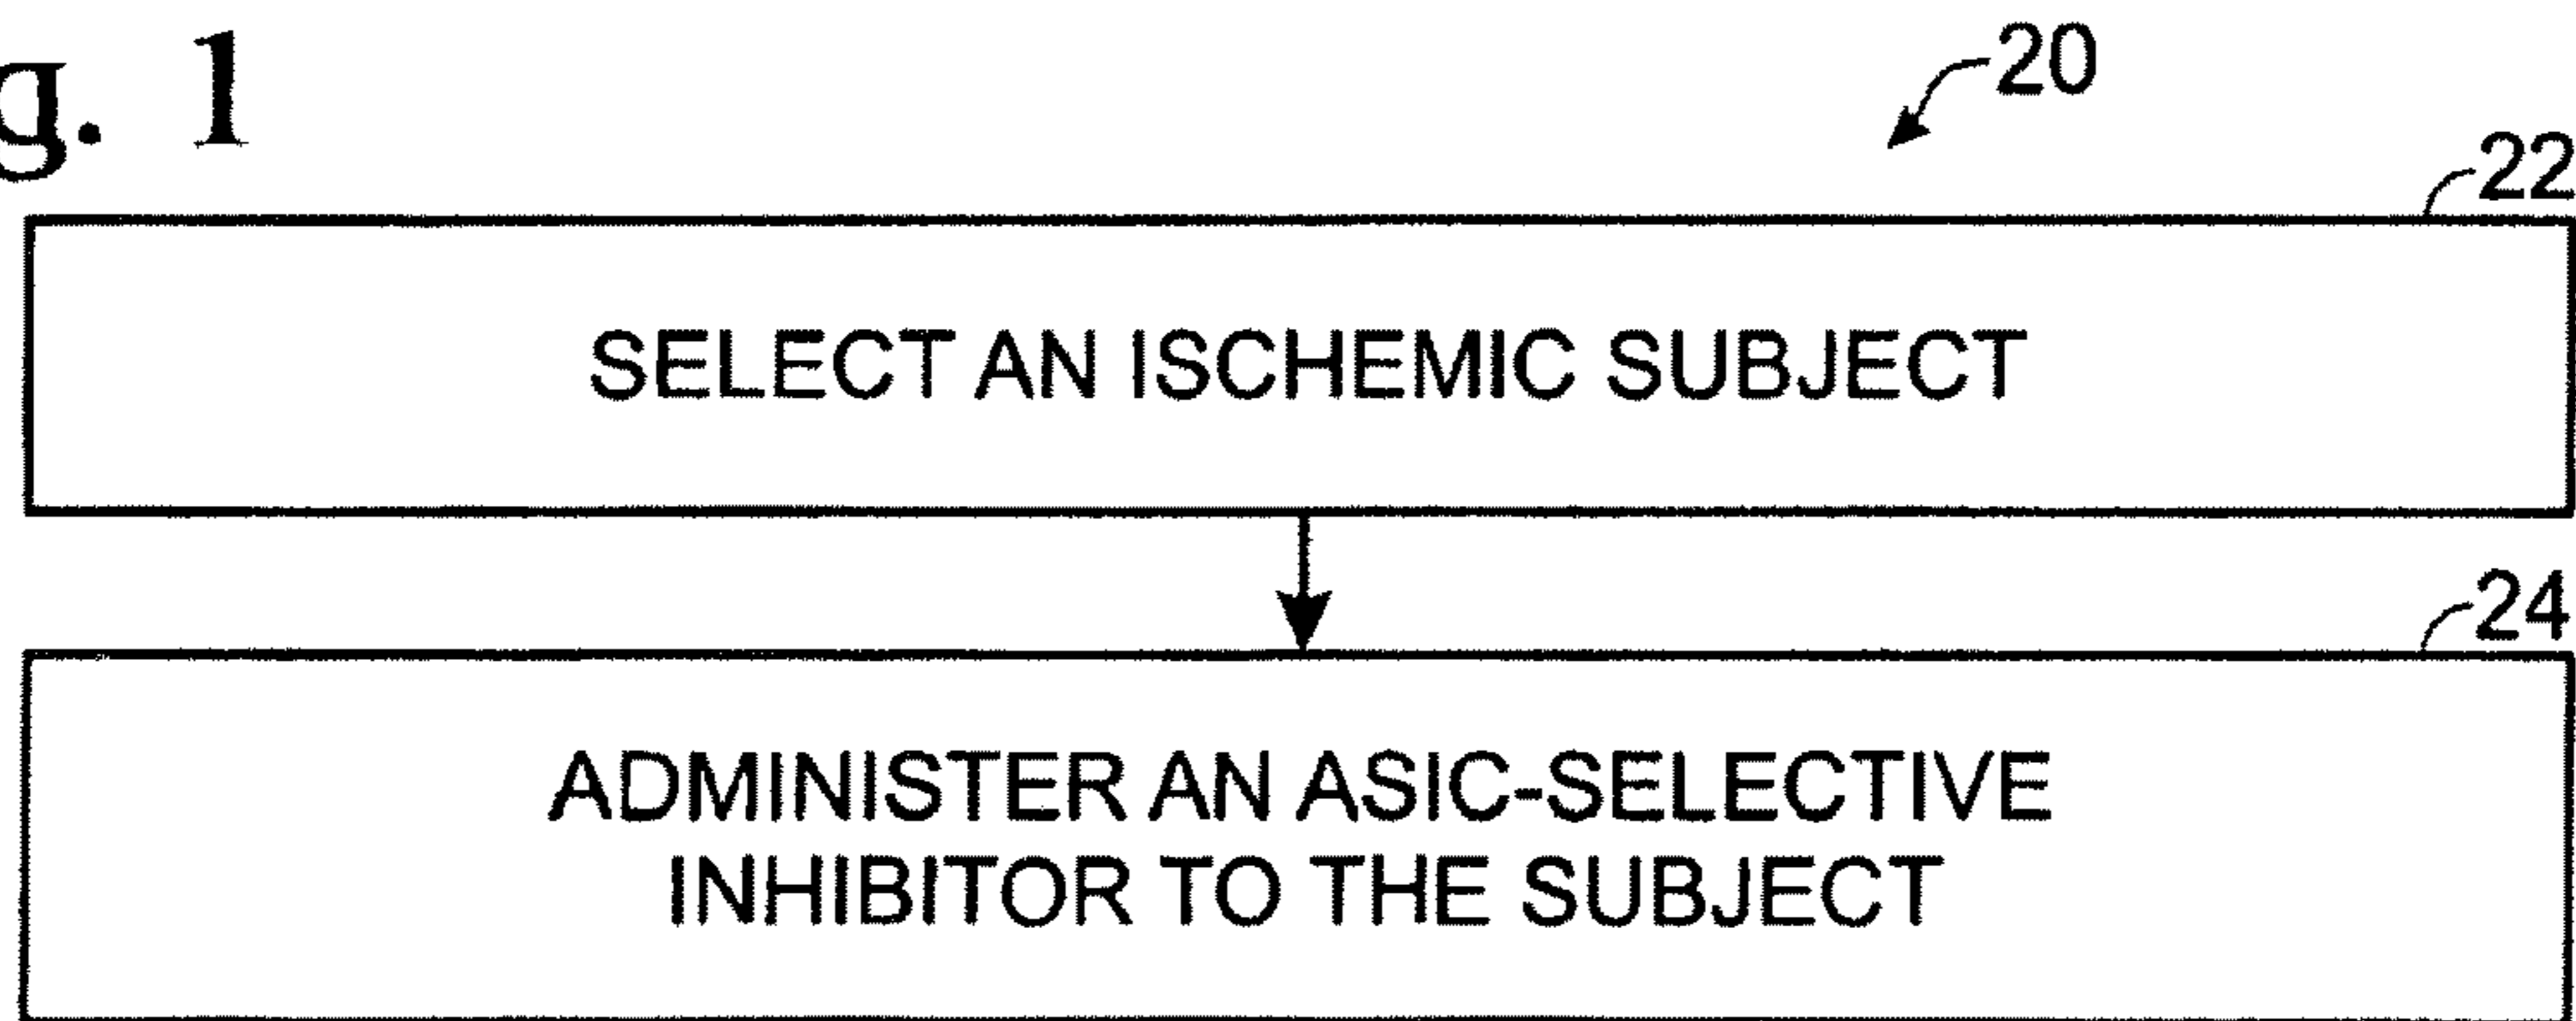 g. 1
20
22
SELECT AN ISCHEMIC SUBJECT
24
ADMINISTER AN ASIC-SELECTIVE
INHIBITOR TO THE SUBJECT